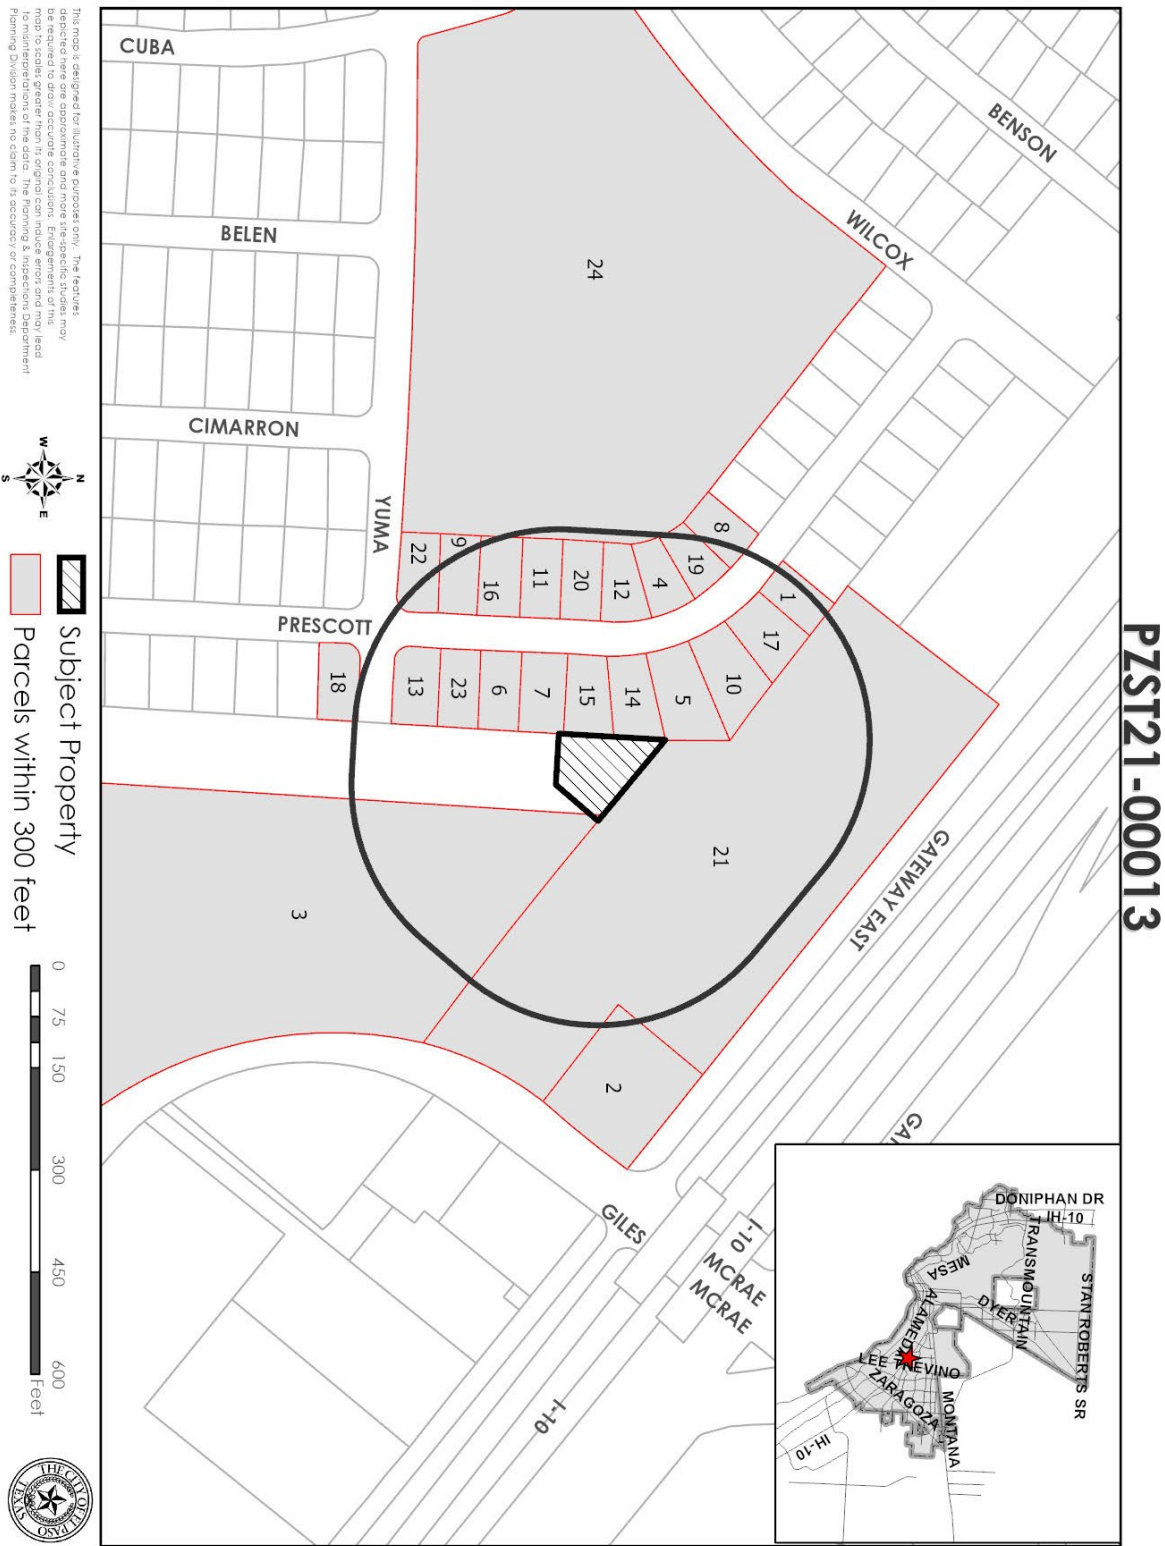 PZST21-00013
CUBA
BELEN
CIMARRON
YUMA
PRESCOTT
BENSON
WILCOX
GATEWAY EAST
GA
GILES
I-10
MCRAE
MCRAE
I-10
24
8
19
4
12
20
11
16
9
22
1
17
10
5
14
15
7
6
23
13
18
21
3
2
DONIPHAN DR
IH-10
TRANSMOUNTAIN
STAN ROBERTS SR
MESA
DYER
ALAMEDA
LEE TREVINO
ZARAGOZA
MONTANA
IH-10
This map is designed for illustrative purposes only. The features
depicted here are approximate and more site-specific studies may
be required to draw accurate conclusions. Enlargements of this
map to scales greater than its original can induce errors and may lead
to misinterpretations of the data. The Planning & Inspections Department
Planning Division makes no claim to its accuracy or completeness.
N
W
E
S
Subject Property
Parcels within 300 feet
0 75 150 300 450 600
Feet
THE CITY OF EL PASO
TEXAS